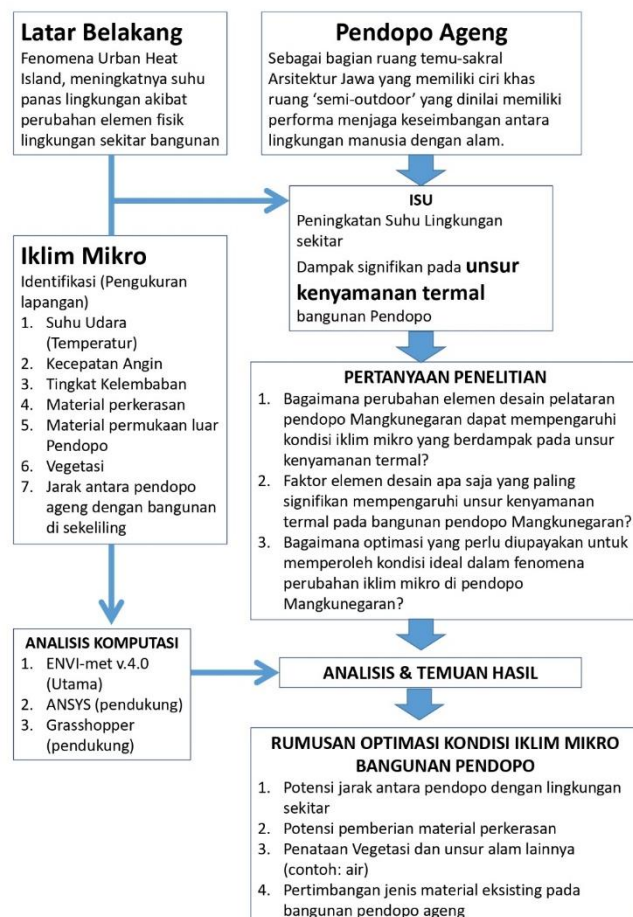 Latar Belakang
Fenomena Urban Heat
Island, meningkatnya suhu
panas lingkungan akibat
perubahan elemen fisik
lingkungan sekitar bangunan
Pendopo Ageng
Sebagai bagian ruang temu-sakral
Arsitektur Jawa yang memiliki ciri khas
ruang ‘semi-outdoor’ yang dinilai memiliki
performa menjaga keseimbangan antara
lingkungan manusia dengan alam.
ISU
Peningkatan Suhu Lingkungan
sekitar
Dampak signifikan pada unsur
kenyamanan termal
bangunan Pendopo
Iklim Mikro
Identifikasi (Pengukuran
lapangan)
1. Suhu Udara
(Temperatur)
2. Kecepatan Angin
3. Tingkat Kelembaban
4. Material perkerasan
5. Material permukaan luar
Pendopo
6. Vegetasi
7. Jarak antara pendopo
ageng dengan bangunan
di sekeliling
PERTANYAAN PENELITIAN
1. Bagaimana perubahan elemen desain pelataran
pendopo Mangkunegaran dapat mempengaruhi
kondisi iklim mikro yang berdampak pada unsur
kenyamanan termal?
2. Faktor elemen desain apa saja yang paling
signifikan mempengaruhi unsur kenyamanan
termal pada bangunan pendopo Mangkunegaran?
3. Bagaimana optimasi yang perlu diupayakan untuk
memperoleh kondisi ideal dalam fenomena
perubahan iklim mikro di pendopo
Mangkunegaran?
ANALISIS KOMPUTASI
1. ENVI-met v.4.0
(Utama)
2. ANSYS (pendukung)
3. Grasshopper
(pendukung)
ANALISIS & TEMUAN HASIL
RUMUSAN OPTIMASI KONDISI IKLIM MIKRO
BANGUNAN PENDOPO
1. Potensi jarak antara pendopo dengan lingkungan
sekitar
2. Potensi pemberian material perkerasan
3. Penataan Vegetasi dan unsur alam lainnya
(contoh: air)
4. Pertimbangan jenis material eksisting pada
bangunan pendopo ageng